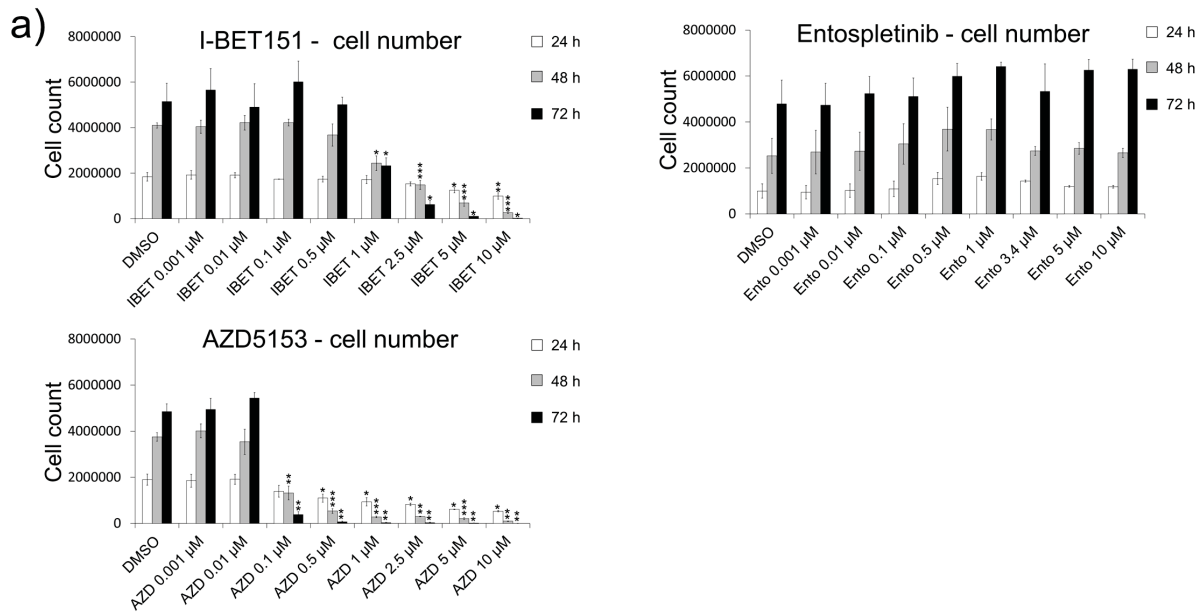 a)
I-BET151 - cell number
Cell count
8000000
6000000
4000000
2000000
0
24 h
48 h
72 h
* *
*** *
* *** *
** *** *
DMSO
IBET 0.001 µM
IBET 0.01 µM
IBET 0.1 µM
IBET 0.5 µM
IBET 1 µM
IBET 2.5 µM
IBET 5 µM
IBET 10 µM
Entospletinib - cell number
Cell count
8000000
6000000
4000000
2000000
0
24 h
48 h
72 h
DMSO
Ento 0.001 µM
Ento 0.01 µM
Ento 0.1 µM
Ento 0.5 µM
Ento 1 µM
Ento 3.4 µM
Ento 5 µM
Ento 10 µM
AZD5153 - cell number
Cell count
8000000
6000000
4000000
2000000
0
24 h
48 h
72 h
** **
* *** **
* *** **
* ** **
* *** **
* ** **
DMSO
AZD 0.001 µM
AZD 0.01 µM
AZD 0.1 µM
AZD 0.5 µM
AZD 1 µM
AZD 2.5 µM
AZD 5 µM
AZD 10 µM